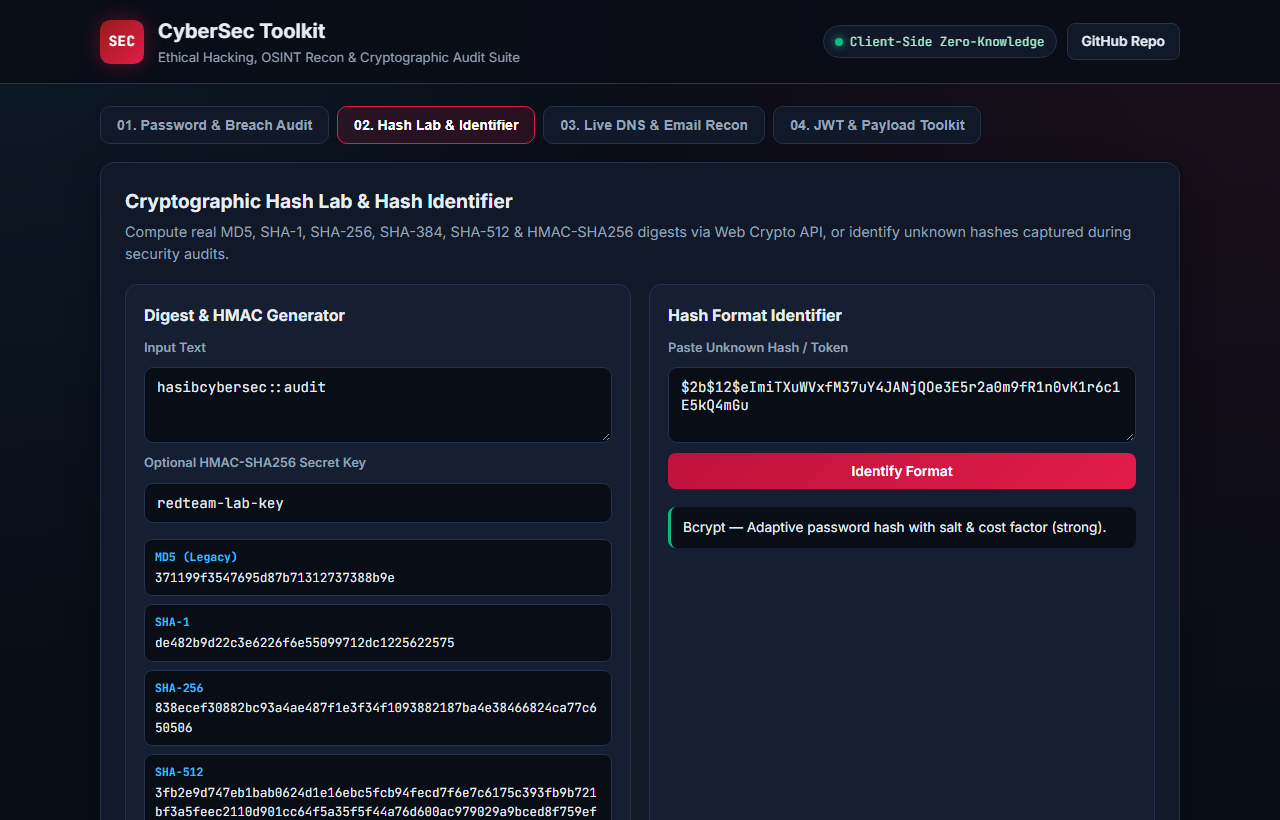 SEC
CyberSec Toolkit
Ethical Hacking, OSINT Recon & Cryptographic Audit Suite
Client-Side Zero-Knowledge
GitHub Repo
01. Password & Breach Audit
02. Hash Lab & Identifier
03. Live DNS & Email Recon
04. JWT & Payload Toolkit
Cryptographic Hash Lab & Hash Identifier
Compute real MD5, SHA-1, SHA-256, SHA-384, SHA-512 & HMAC-SHA256 digests via Web Crypto API, or identify unknown hashes captured during
security audits.
Digest & HMAC Generator
Input Text
hasibcybersec::audit
Optional HMAC-SHA256 Secret Key
redteam-lab-key
MD5 (Legacy)
371199f3547695d87b71312737388b9e
SHA-1
de482b9d22c3e6226f6e55099712dc1225622575
SHA-256
838ecef30882bc93a4ae487f1e3f34f1093882187ba4e38466824ca77c6
50506
SHA-512
3fb2e9d747eb1bab0624d1e16ebc5fcb94fecd7f6e7c6175c393fb9b721
bf3a5feec2110d901cc64f5a35f5f44a76d600ac979029a9bced8f759ef
Hash Format Identifier
Paste Unknown Hash / Token
$2b$12$eImiTXuWVxfM37uY4JANjQOe3E5r2a0m9fR1n0vK1r6c1
E5kQ4mGu
Identify Format
Bcrypt — Adaptive password hash with salt & cost factor (strong).